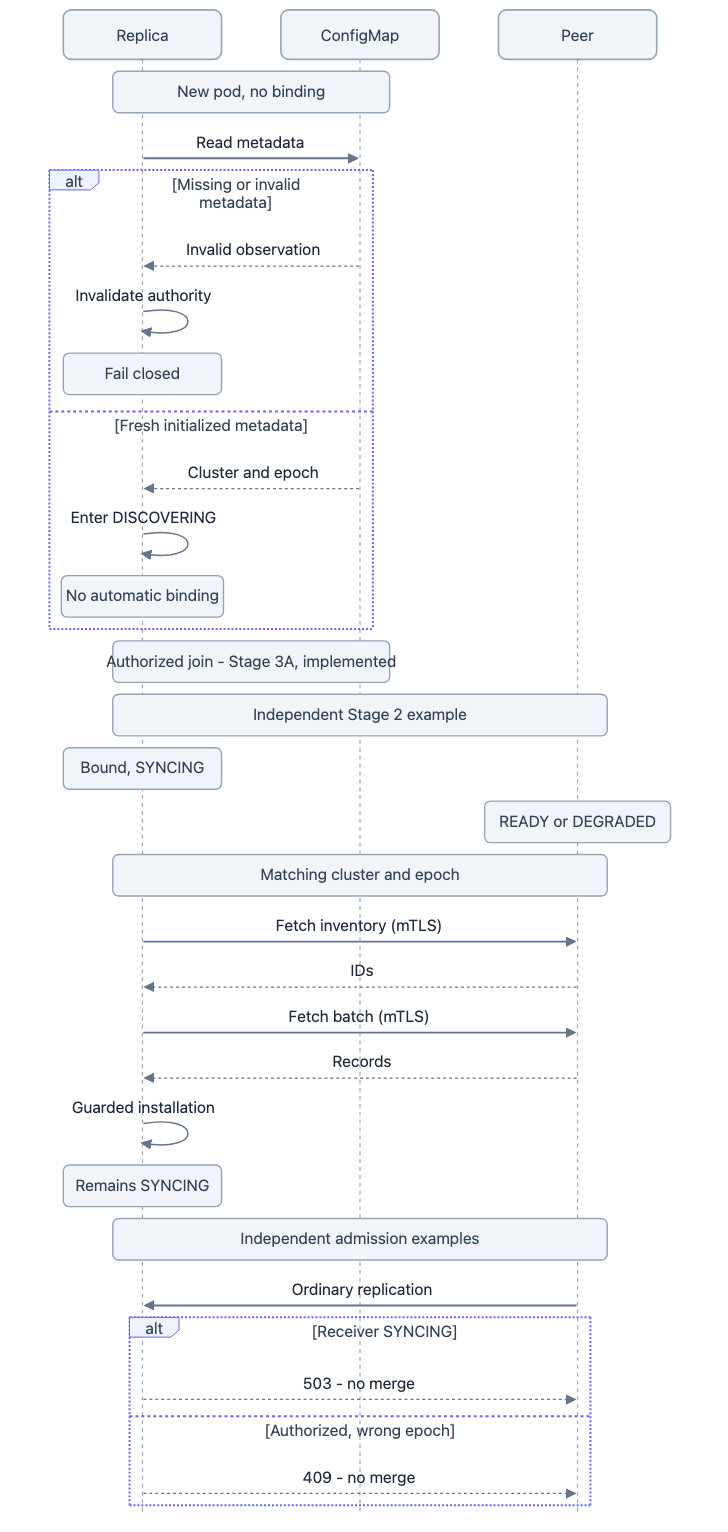 Replica
ConfigMap
Peer
New pod, no binding
Read metadata
alt
[Missing or invalid
metadata]
Invalid observation
Invalidate authority
Fail closed
[Fresh initialized metadata]
Cluster and epoch
Enter DISCOVERING
No automatic binding
Authorized join - Stage 3A, implemented
Independent Stage 2 example
Bound, SYNCING
READY or DEGRADED
Matching cluster and epoch
Fetch inventory (mTLS)
IDs
Fetch batch (mTLS)
Records
Guarded installation
Remains SYNCING
Independent admission examples
Ordinary replication
alt
[Receiver SYNCING]
503 - no merge
[Authorized, wrong epoch]
409 - no merge